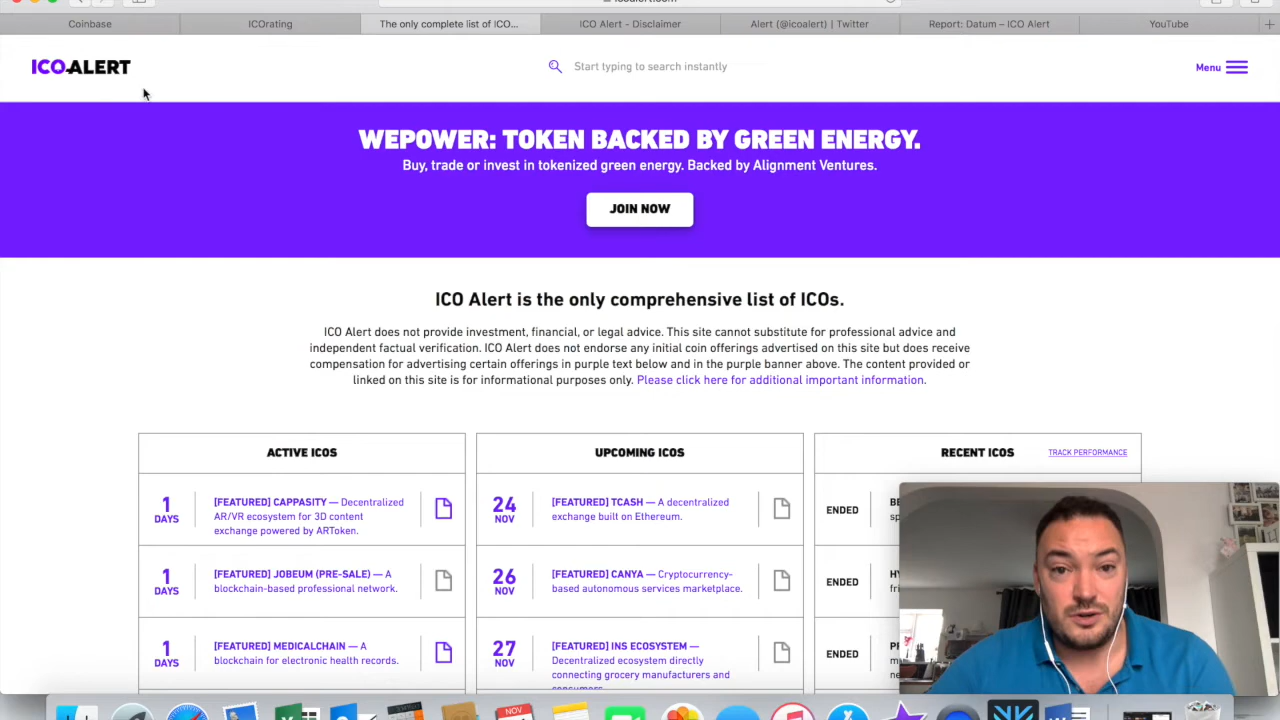 Coinbase
ICOrating
The only complete list of ICO...
ICO Alert - Disclaimer
Alert (@icoalert) | Twitter
Report: Datum – ICO Alert
YouTube
ICO ALERT
Start typing to search instantly
Menu
WEPOWER: TOKEN BACKED BY GREEN ENERGY.
Buy, trade or invest in tokenized green energy. Backed by Alignment Ventures.
JOIN NOW
ICO Alert is the only comprehensive list of ICOs.
ICO Alert does not provide investment, financial, or legal advice. This site cannot substitute for professional advice and
independent factual verification. ICO Alert does not endorse any initial coin offerings advertised on this site but does receive
compensation for advertising certain offerings in purple text below and in the purple banner above. The content provided or
linked on this site is for informational purposes only. Please click here for additional important information.
ACTIVE ICOS
1
DAYS
[FEATURED] CAPPASITY — Decentralized
AR/VR ecosystem for 3D content
exchange powered by ARToken.
1
DAYS
[FEATURED] JOBEUM (PRE-SALE) — A
blockchain-based professional network.
1
DAYS
[FEATURED] MEDICALCHAIN — A
blockchain for electronic health records.
UPCOMING ICOS
24
NOV
[FEATURED] TCASH — A decentralized
exchange built on Ethereum.
26
NOV
[FEATURED] CANYA — Cryptocurrency-
based autonomous services marketplace.
27
NOV
[FEATURED] INS ECOSYSTEM —
Decentralized ecosystem directly
connecting grocery manufacturers and
consumers.
RECENT ICOS
TRACK PERFORMANCE
ENDED
ENDED
ENDED
NOV